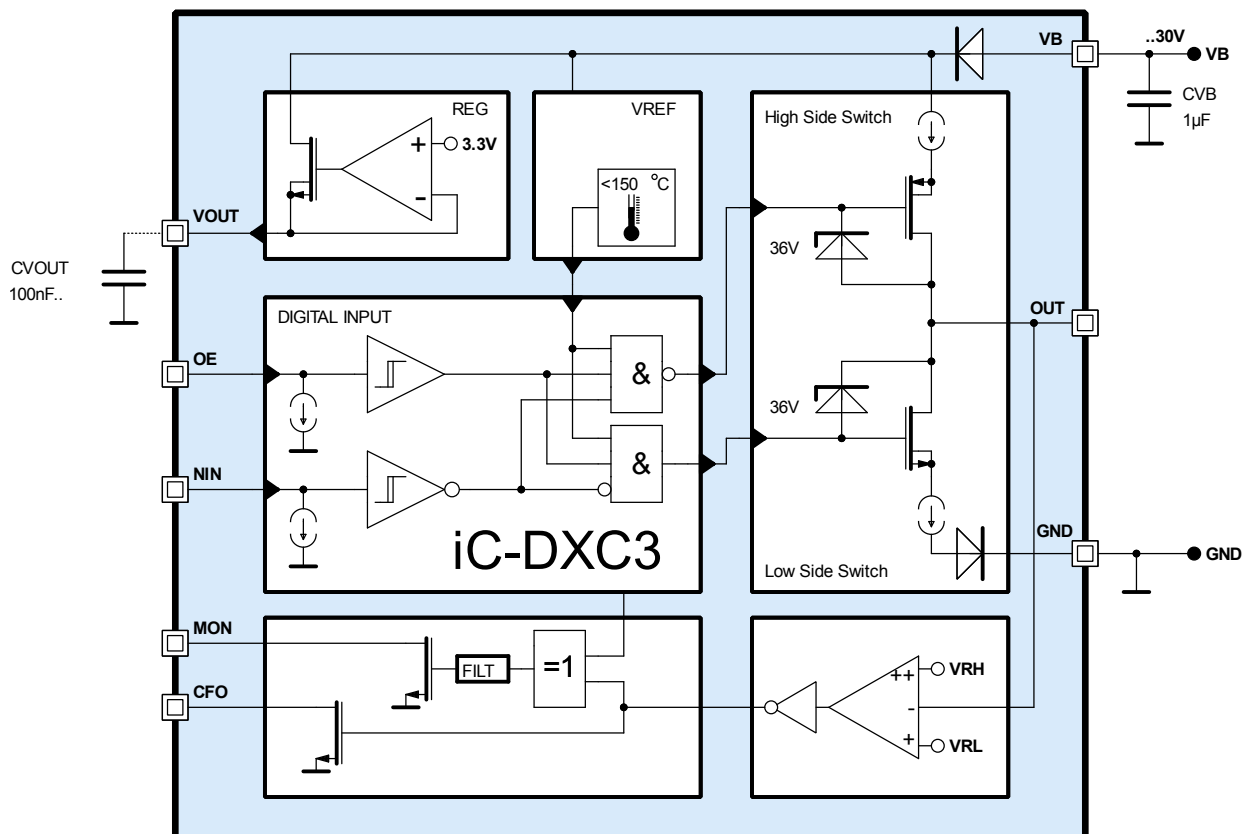 VB
..30V
VB
CVB
1µF
REG
3.3V
+
-
VREF
<150 °C
High Side Switch
36V
VOUT
CVOUT
100nF..
DIGITAL INPUT
OE
&
OUT
36V
NIN
&
iC-DXC3
GND
GND
Low Side Switch
MON
FILT
=1
CFO
++
VRH
-
+
VRL